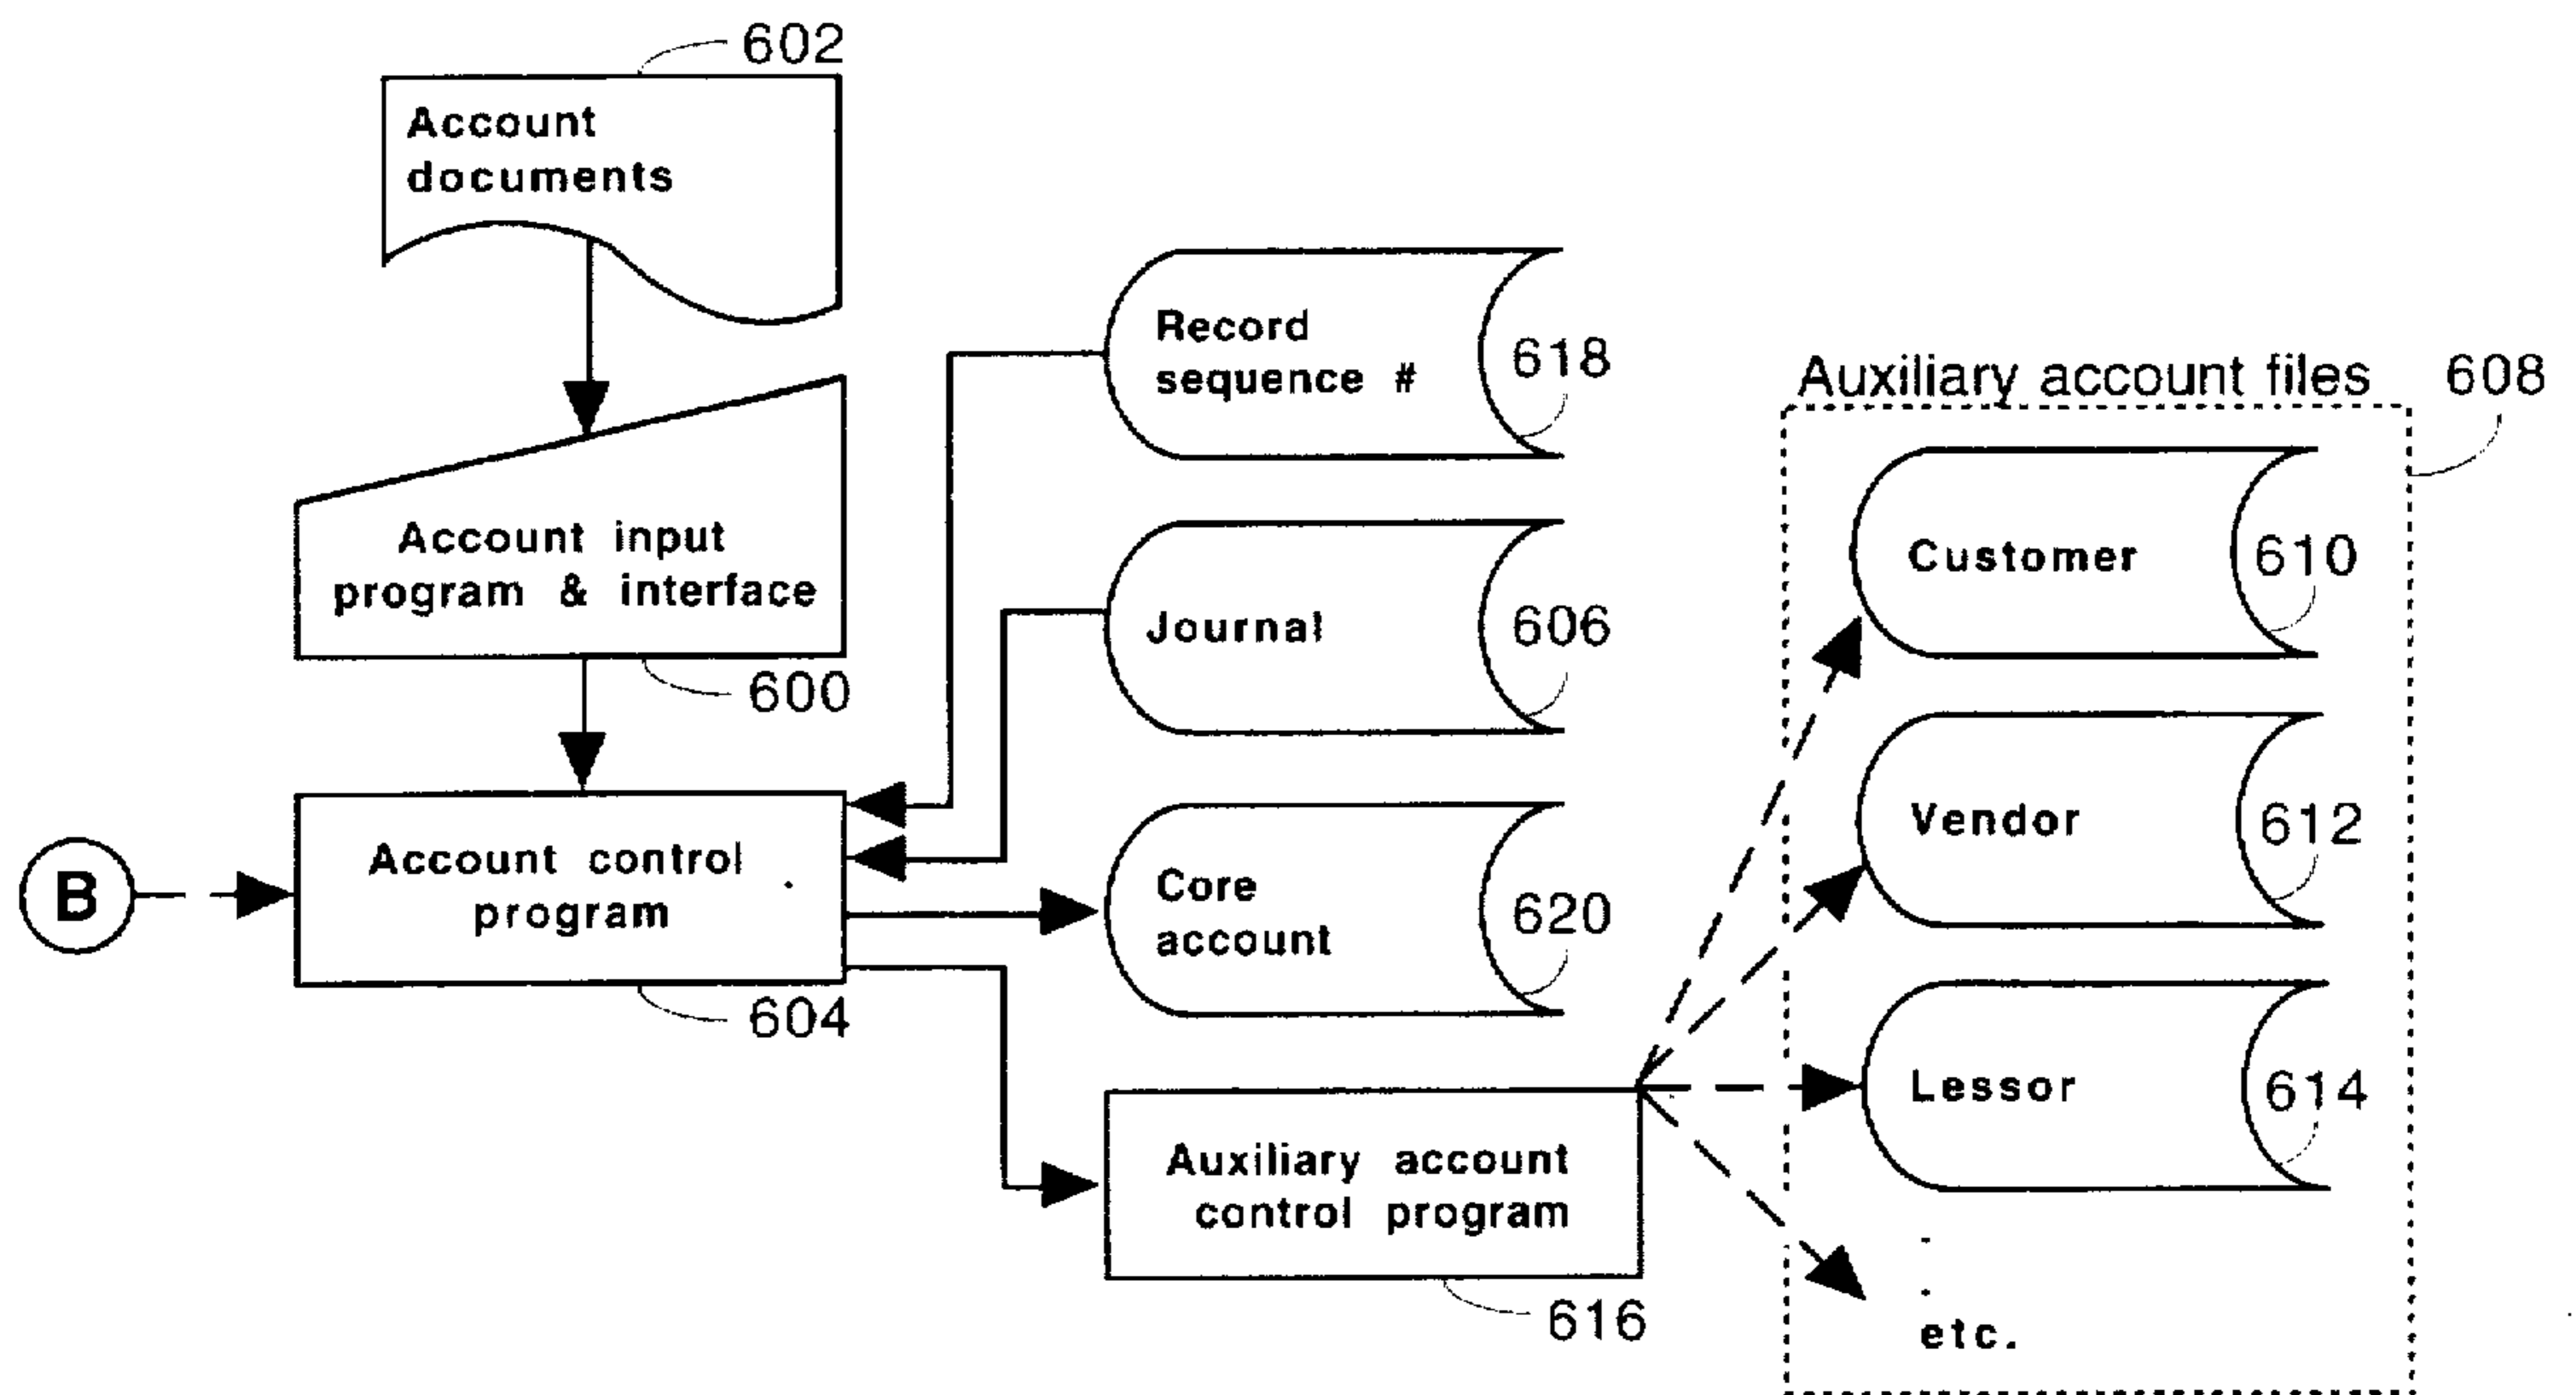 602
Account
documents
Account input
program & interface
600
Record
sequence #
618
Journal
606
B
Account control
program
604
Core
account
620
Auxiliary account
control program
616
Auxiliary account files
608
Customer
610
Vendor
612
Lessor
614
etc.